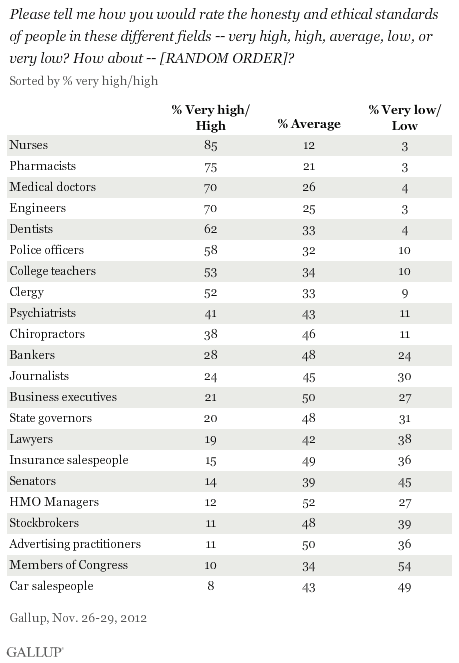 Please tell me how you would rate the honesty and ethical standards
of people in these different fields -- very high, high, average, low, or
very low? How about -- [RANDOM ORDER]?
Sorted by % very high/high
% Very high/ High % Average % Very low/ Low
Nurses 85 12 3
Pharmacists 75 21 3
Medical doctors 70 26 4
Engineers 70 25 3
Dentists 62 33 4
Police officers 58 32 10
College teachers 53 34 10
Clergy 52 33 9
Psychiatrists 41 43 11
Chiropractors 38 46 11
Bankers 28 48 24
Journalists 24 45 30
Business executives 21 50 27
State governors 20 48 31
Lawyers 19 42 38
Insurance salespeople 15 49 36
Senators 14 39 45
HMO Managers 12 52 27
Stockbrokers 11 48 39
Advertising practitioners 11 50 36
Members of Congress 10 34 54
Car salespeople 8 43 49
Gallup, Nov. 26-29, 2012
GALLUP